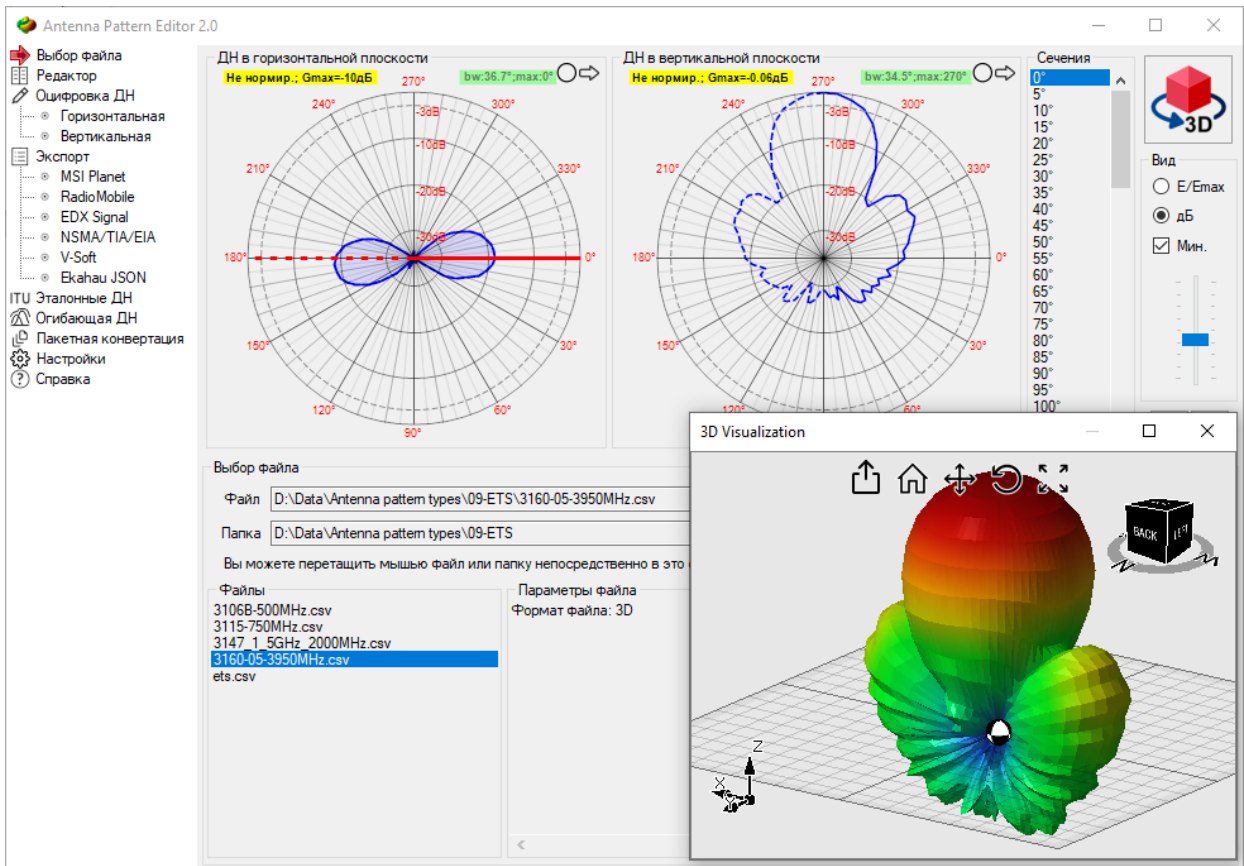 Antenna Pattern Editor 2.0
Выбор файла
Редактор
Оцифровка ДН
Горизонтальная
Вертикальная
Экспорт
MSI Planet
RadioMobile
EDX Signal
NSMA/TIA/EIA
V-Soft
Ekahau JSON
ITU Эталонные ДН
Огибающая ДН
Пакетная конвертация
Настройки
Справка
ДН в горизонтальной плоскости
Не нормир.; Gmax=-10дБ
bw:36.7°;max:0°
270°
240°
300°
-3dB
-10dB
210°
330°
-20dB
-30dB
180°
0°
150°
30°
120°
60°
90°
ДН в вертикальной плоскости
Не нормир.; Gmax=-0.06дБ
bw:34.5°;max:270°
270°
240°
300°
-3dB
-10dB
210°
330°
-20dB
-30dB
180°
0°
150°
30°
120°
60°
Сечения
0°
5°
10°
15°
20°
25°
30°
35°
40°
45°
50°
55°
60°
65°
70°
75°
80°
85°
90°
95°
100°
3D
Вид
E/Emax
дБ
Мин.
Выбор файла
Файл D:\Data\Antenna pattern types\09-ETS\3160-05-3950MHz.csv
Папка D:\Data\Antenna pattern types\09-ETS
Вы можете перетащить мышью файл или папку непосредственно в это
Файлы
3106B-500MHz.csv
3115-750MHz.csv
3147_1_5GHz_2000MHz.csv
3160-05-3950MHz.csv
ets.csv
Параметры файла
Формат файла: 3D
3D Visualization
BACK
LEFT
N
Z
X
Y